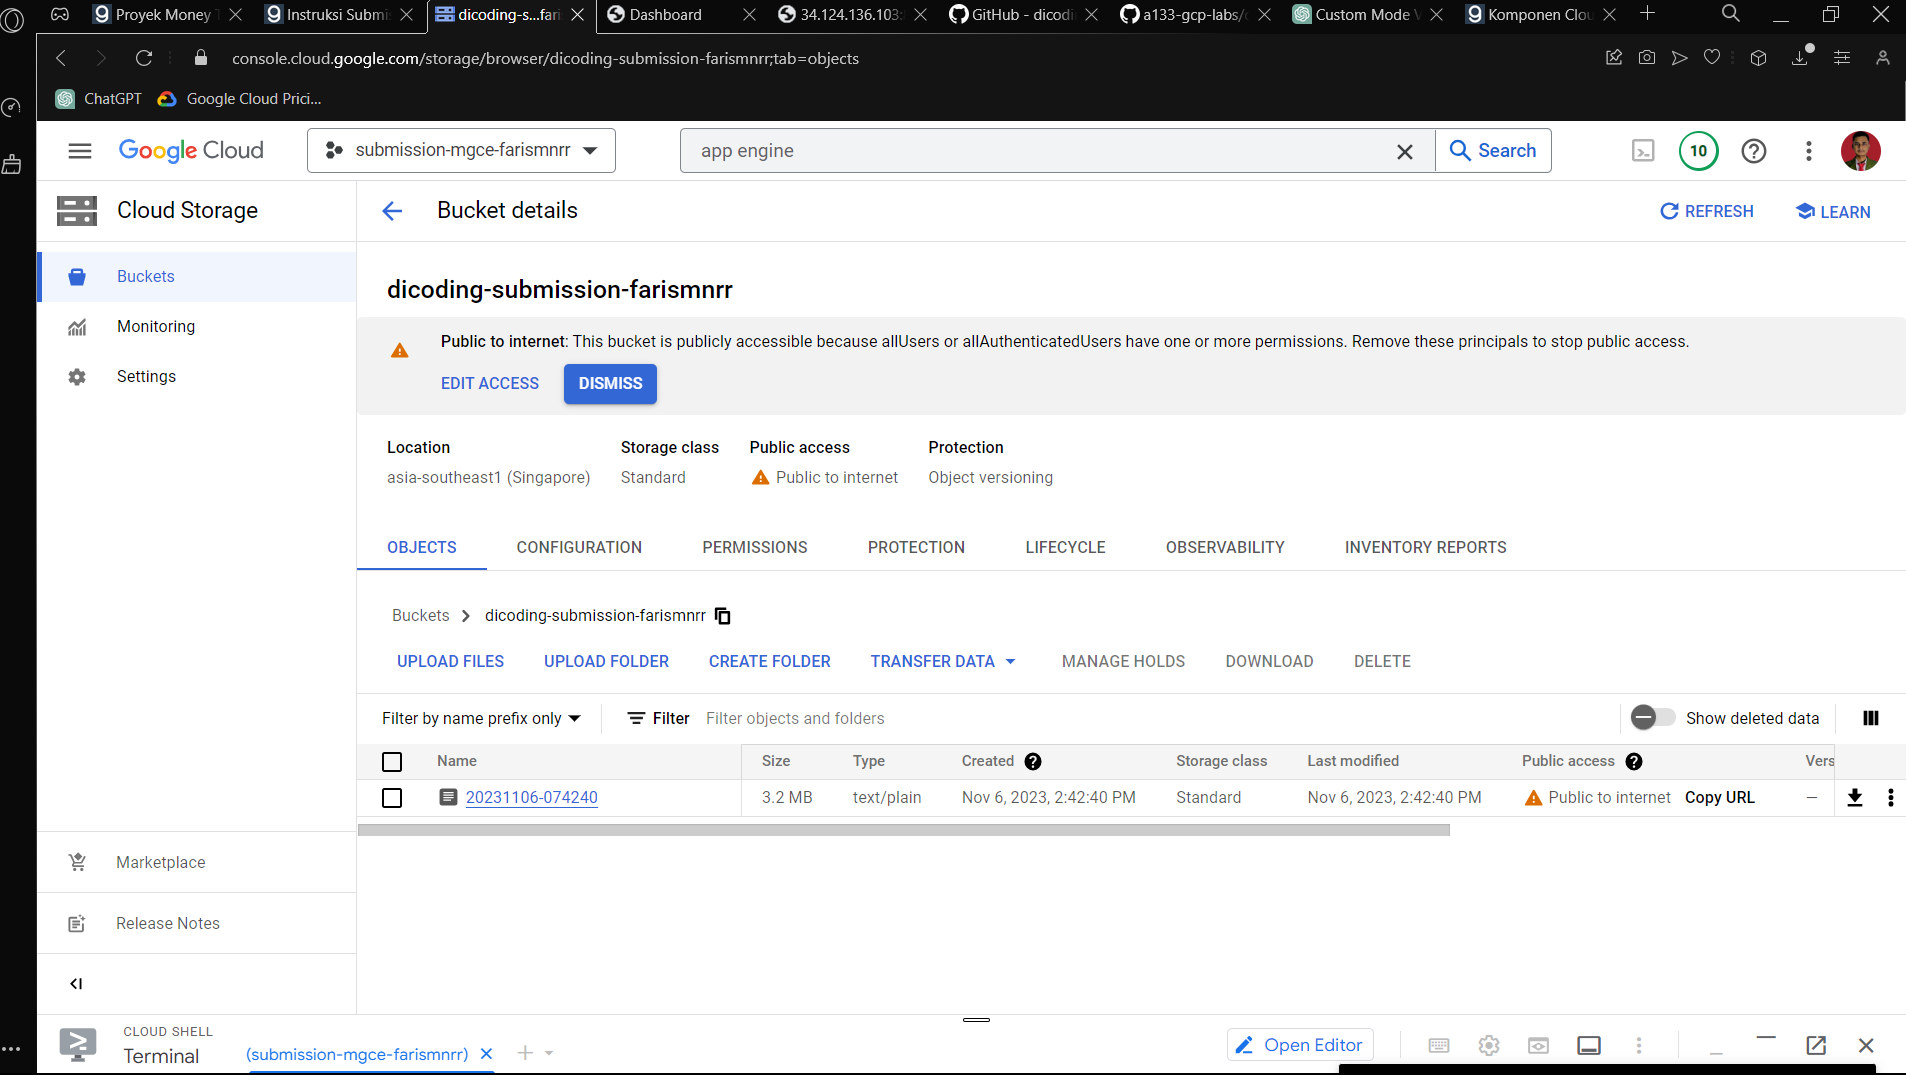 Proyek Money T
Instruksi Submis
dicoding-s...fari
Dashboard
34.124.136.103:
GitHub - dicodi
a133-gcp-labs/
Custom Mode V
Komponen Clou
console.cloud.google.com/storage/browser/dicoding-submission-farismnrr;tab=objects
ChatGPT
Google Cloud Prici...
Google Cloud
submission-mgce-farismnrr
app engine
Search
10
Cloud Storage
Bucket details
REFRESH
LEARN
Buckets
Monitoring
Settings
dicoding-submission-farismnrr
Public to internet: This bucket is publicly accessible because allUsers or allAuthenticatedUsers have one or more permissions. Remove these principals to stop public access.
EDIT ACCESS DISMISS
Location Storage class Public access Protection
asia-southeast1 (Singapore) Standard Public to internet Object versioning
OBJECTS CONFIGURATION PERMISSIONS PROTECTION LIFECYCLE OBSERVABILITY INVENTORY REPORTS
Buckets > dicoding-submission-farismnrr
UPLOAD FILES UPLOAD FOLDER CREATE FOLDER TRANSFER DATA MANAGE HOLDS DOWNLOAD DELETE
Filter by name prefix only Filter Filter objects and folders Show deleted data
Name Size Type Created Storage class Last modified Public access Vers
20231106-074240 3.2 MB text/plain Nov 6, 2023, 2:42:40 PM Standard Nov 6, 2023, 2:42:40 PM Public to internet Copy URL —
Marketplace
Release Notes
CLOUD SHELL
Terminal
(submission-mgce-farismnrr)
Open Editor